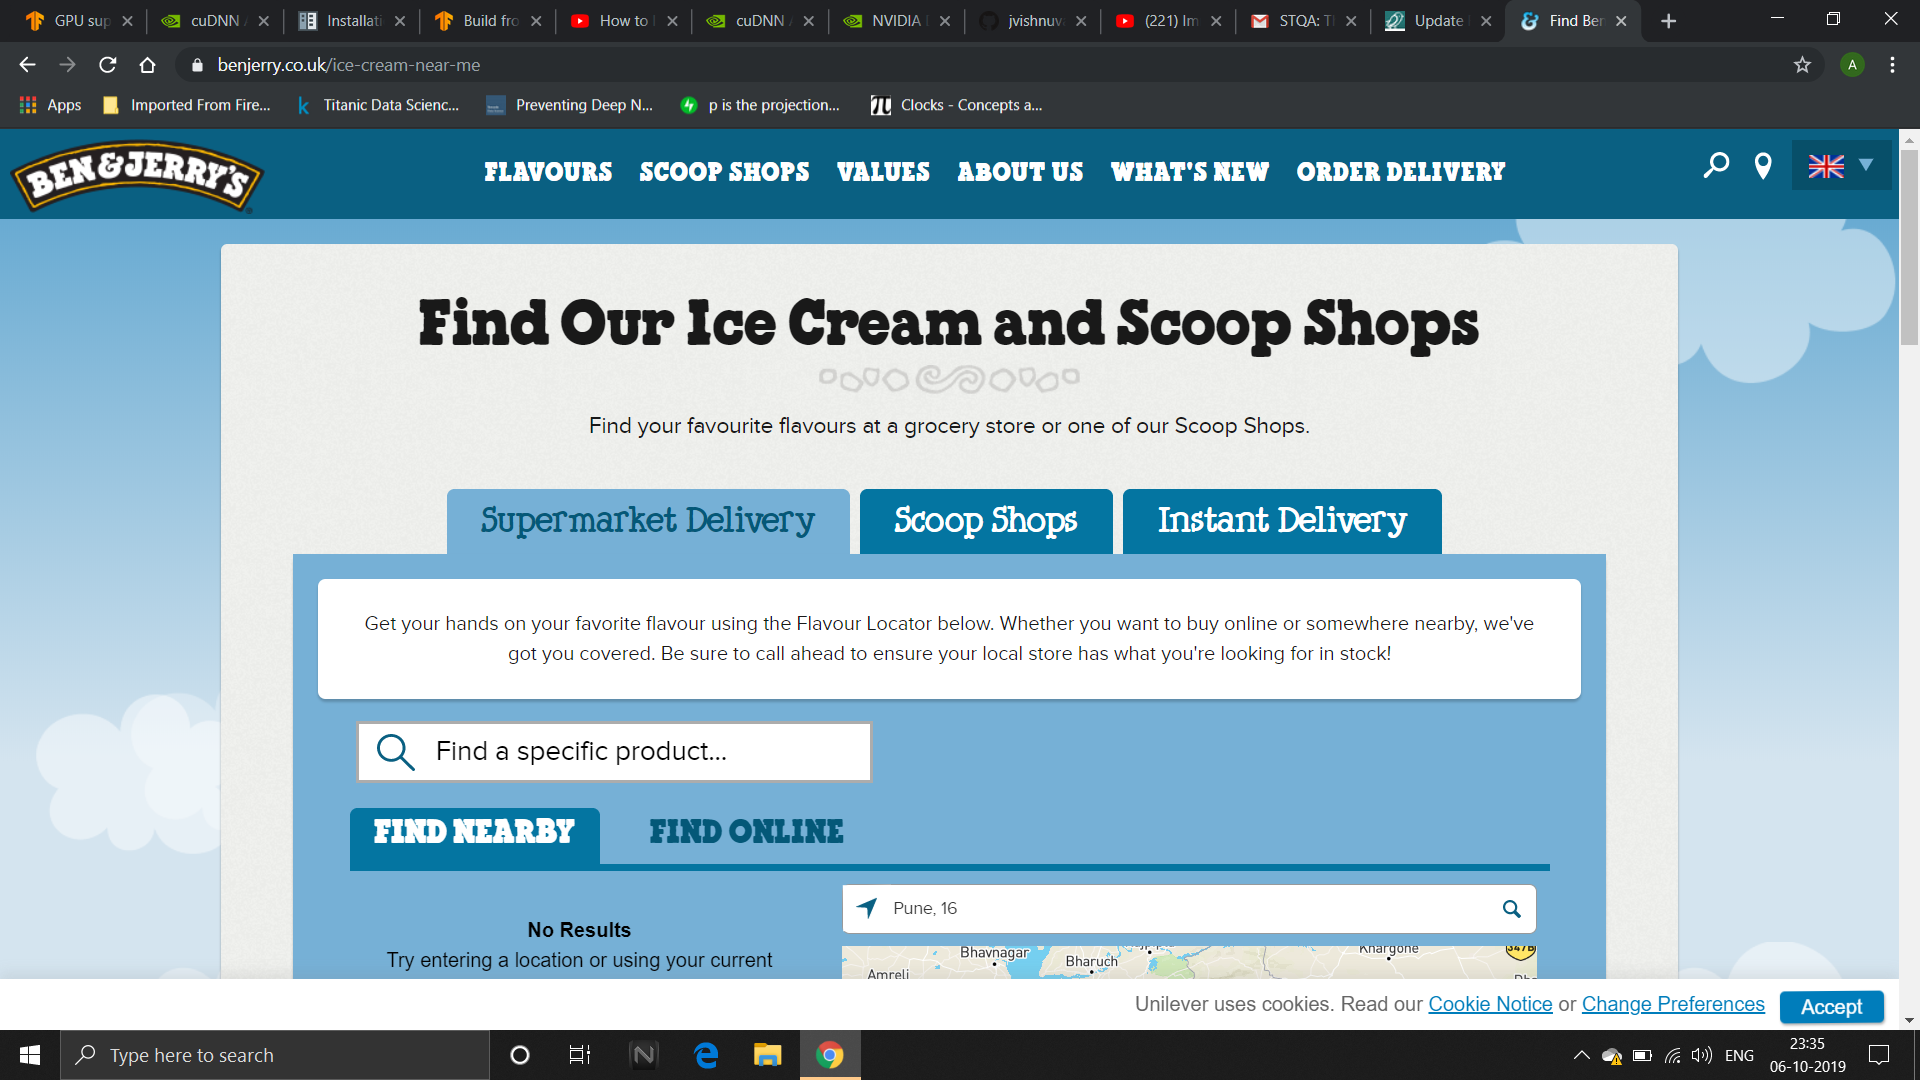 GPU sup
cuDNN
Installati
Build fro
How to
cuDNN
NVIDIA
jvishnuv
(221) Im
STQA: T
Update
Find Ben
benjerry.co.uk/ice-cream-near-me
A
Apps
Imported From Fire...
Titanic Data Scienc...
Preventing Deep N...
p is the projection...
Clocks - Concepts a...
BEN & JERRY'S
FLAVOURS
SCOOP SHOPS
VALUES
ABOUT US
WHAT'S NEW
ORDER DELIVERY
Find Our Ice Cream and Scoop Shops
Find your favourite flavours at a grocery store or one of our Scoop Shops.
Supermarket Delivery
Scoop Shops
Instant Delivery
Get your hands on your favorite flavour using the Flavour Locator below. Whether you want to buy online or somewhere nearby, we've
got you covered. Be sure to call ahead to ensure your local store has what you're looking for in stock!
Find a specific product...
FIND NEARBY
FIND ONLINE
Pune, 16
No Results
Try entering a location or using your current
Bhavnagar
Bharuch
Khargone
347B
Amreli
Unilever uses cookies. Read our Cookie Notice or Change Preferences
Accept
Type here to search
ENG
23:35
06-10-2019